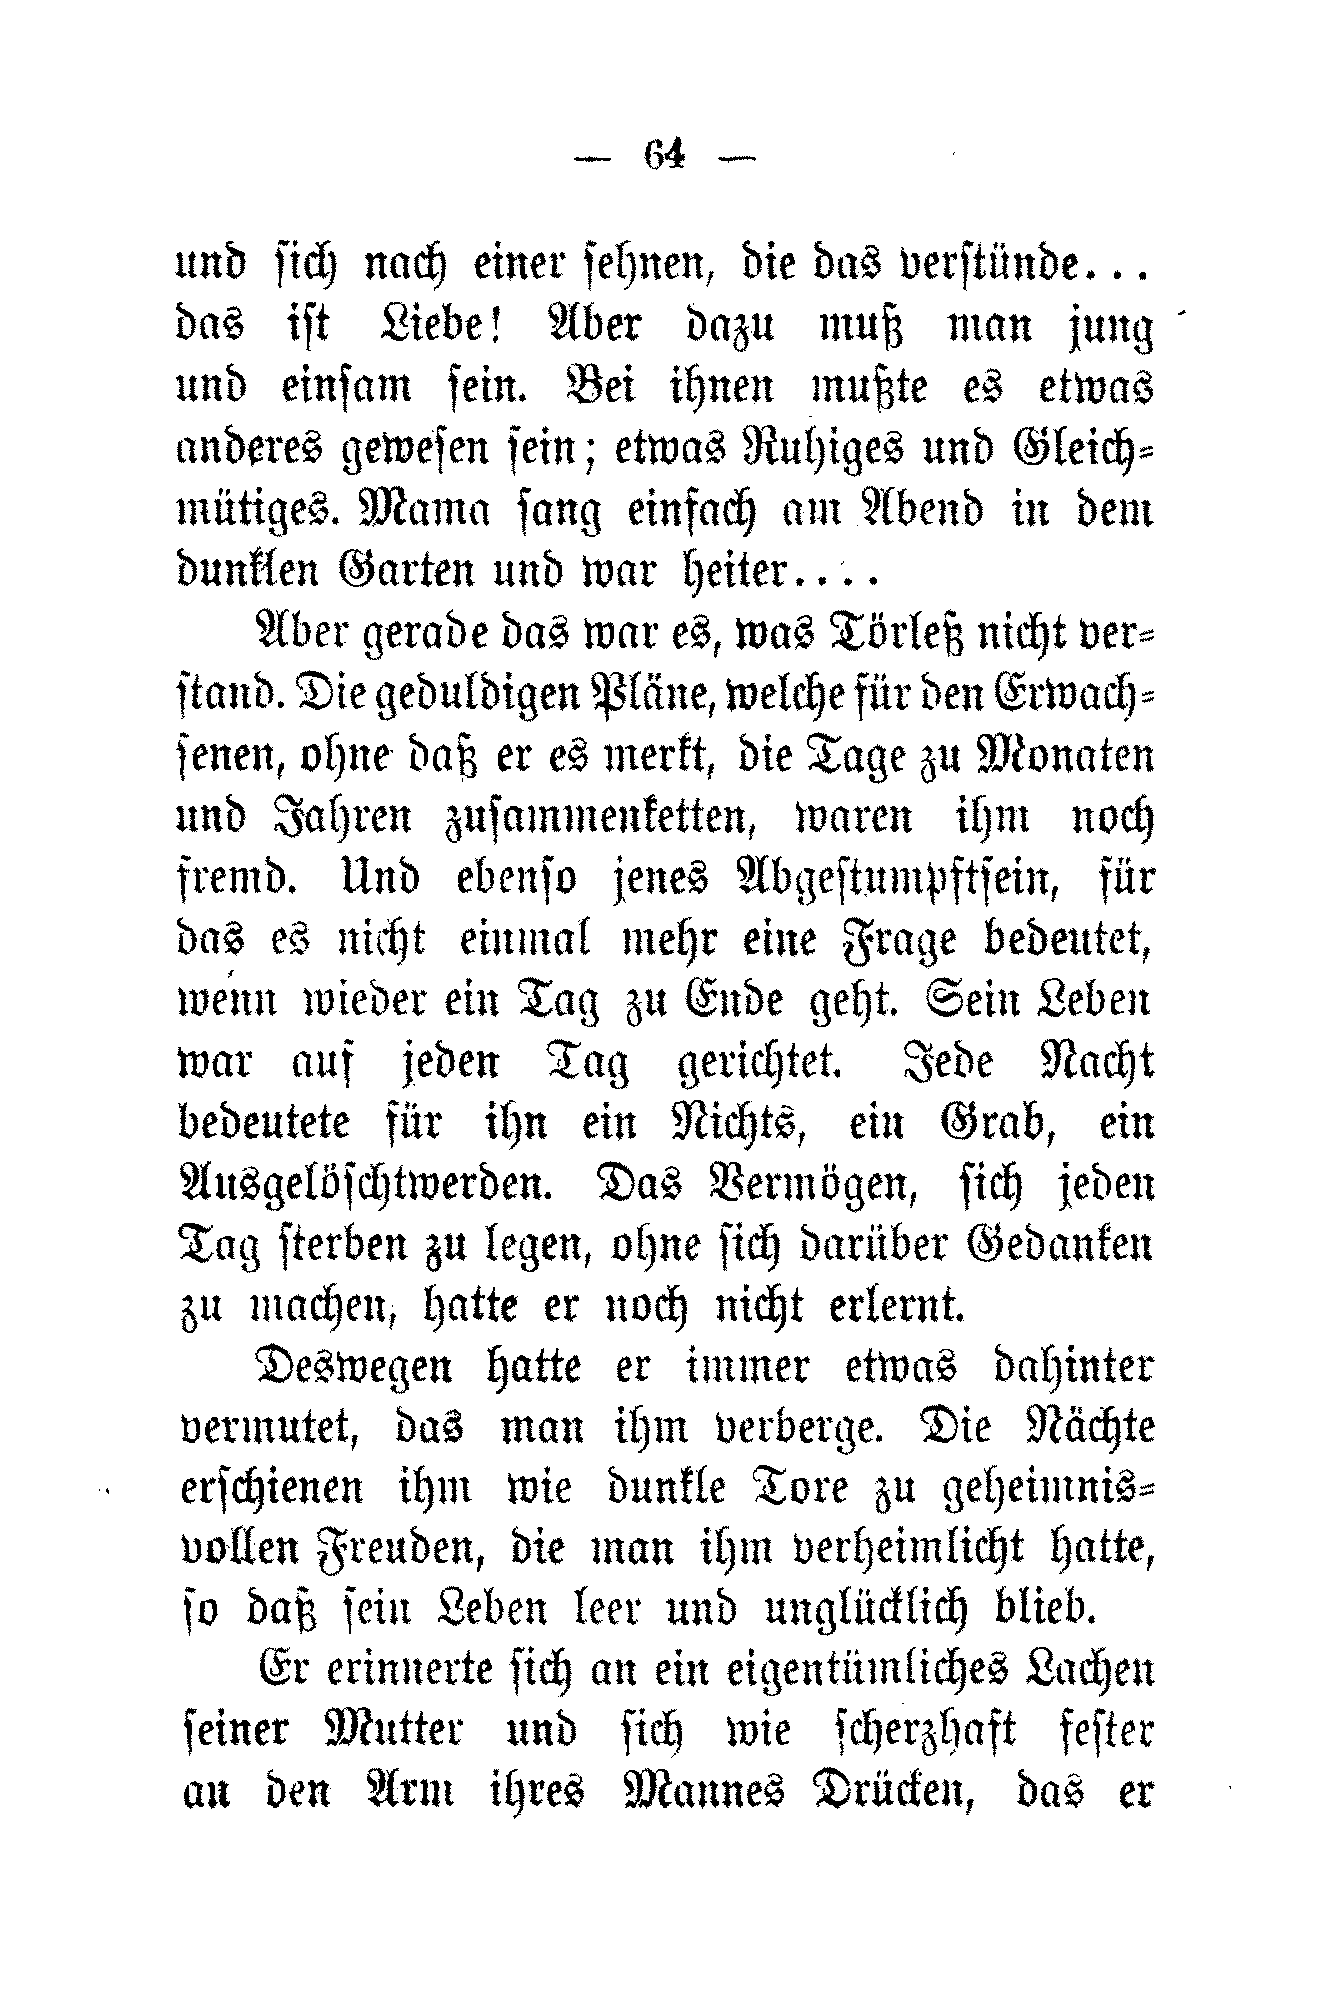 — 64 —
und sich nach einer sehnen, die das verstünde...
das ist Liebe! Aber dazu muß man jung
und einsam sein. Bei ihnen mußte es etwas
anderes gewesen sein; etwas Ruhiges und Gleich=
mütiges. Mama sang einfach am Abend in dem
dunklen Garten und war heiter....
Aber gerade das war es, was Törleß nicht ver=
stand. Die geduldigen Pläne, welche für den Erwach=
senen, ohne daß er es merkt, die Tage zu Monaten
und Jahren zusammenketten, waren ihm noch
fremd. Und ebenso jenes Abgestumpftsein, für
das es nicht einmal mehr eine Frage bedeutet,
wenn wieder ein Tag zu Ende geht. Sein Leben
war auf jeden Tag gerichtet. Jede Nacht
bedeutete für ihn ein Nichts, ein Grab, ein
Ausgelöschtwerden. Das Vermögen, sich jeden
Tag sterben zu legen, ohne sich darüber Gedanken
zu machen, hatte er noch nicht erlernt.
Deswegen hatte er immer etwas dahinter
vermutet, das man ihm verberge. Die Nächte
erschienen ihm wie dunkle Tore zu geheimnis=
vollen Freuden, die man ihm verheimlicht hatte,
so daß sein Leben leer und unglücklich blieb.
Er erinnerte sich an ein eigentümliches Lachen
seiner Mutter und sich wie scherzhaft fester
an den Arm ihres Mannes Drücken, das er